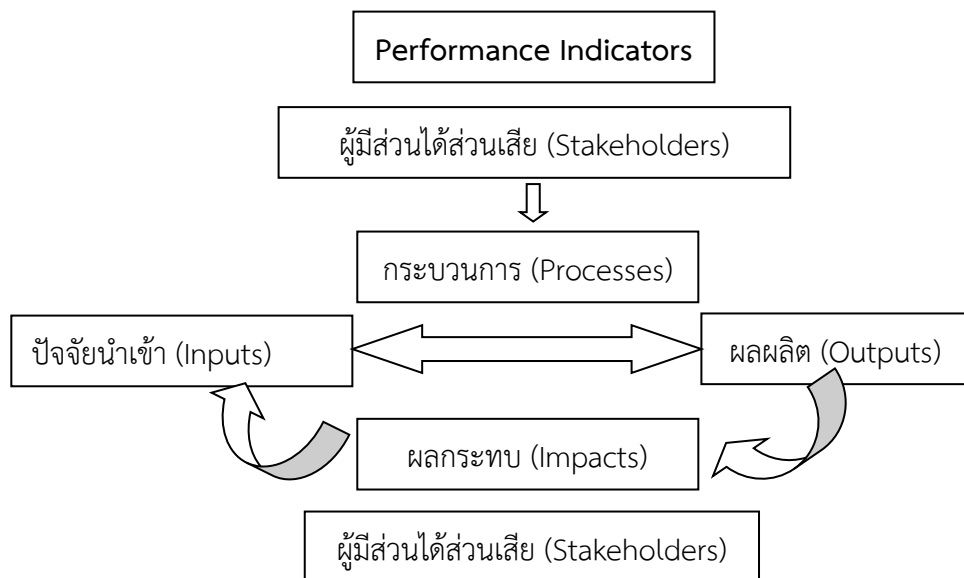 Performance Indicators
ผู้มีส่วนได้ส่วนเสีย (Stakeholders)
กระบวนการ (Processes)
ปัจจัยนำเข้า (Inputs)
ผลผลิต (Outputs)
ผลกระทบ (Impacts)
ผู้มีส่วนได้ส่วนเสีย (Stakeholders)